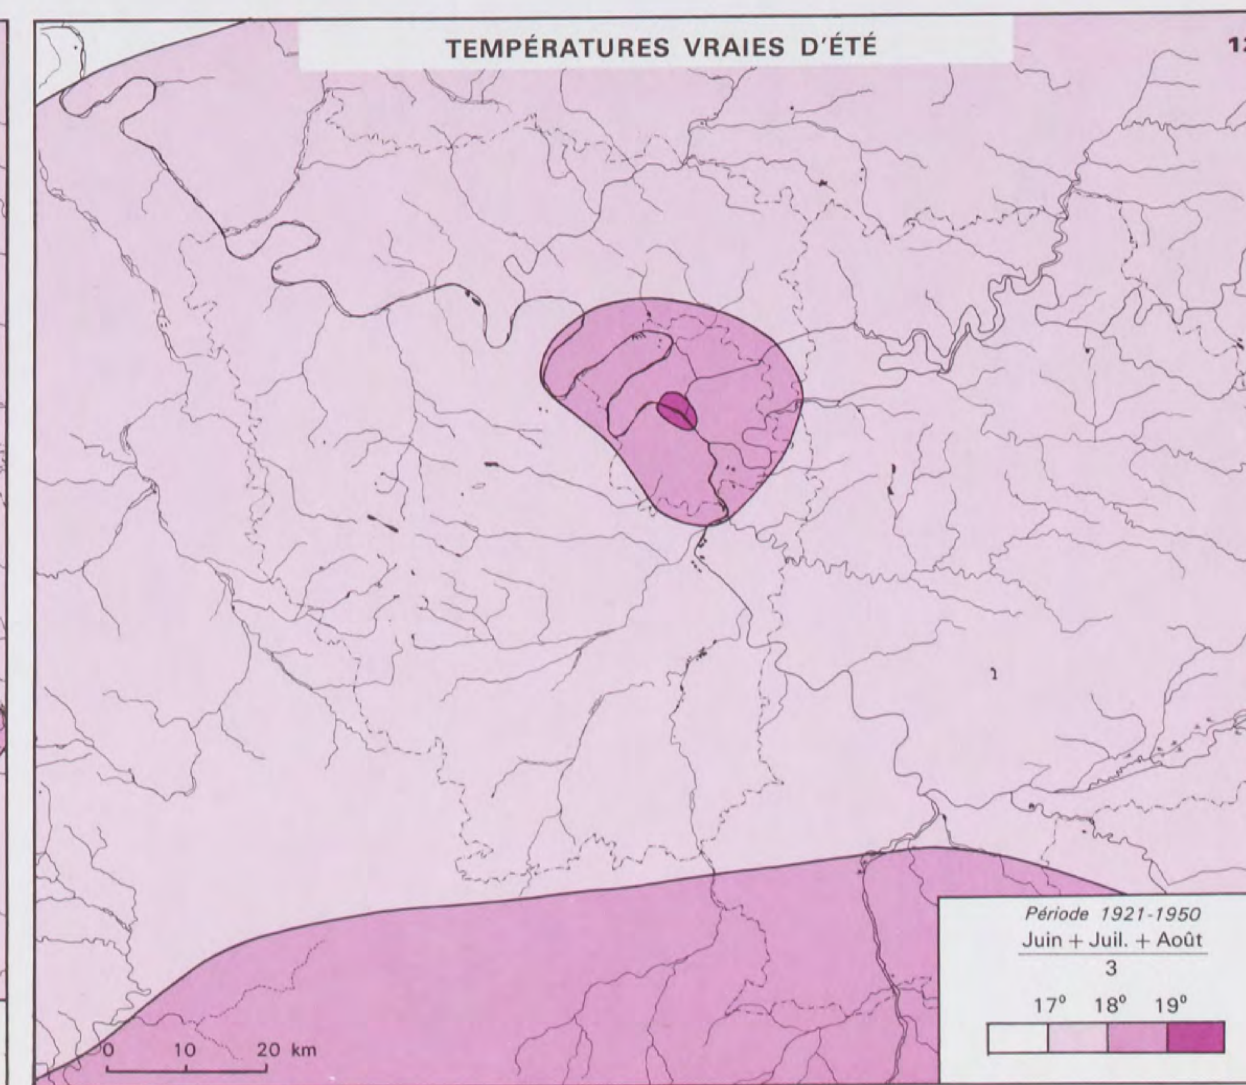 TEMPÉRATURES VRAIES D'ÉTÉ
Période 1921-1950
Juin + Juil. + Août
3
17° 18° 19°
0 10 20 km